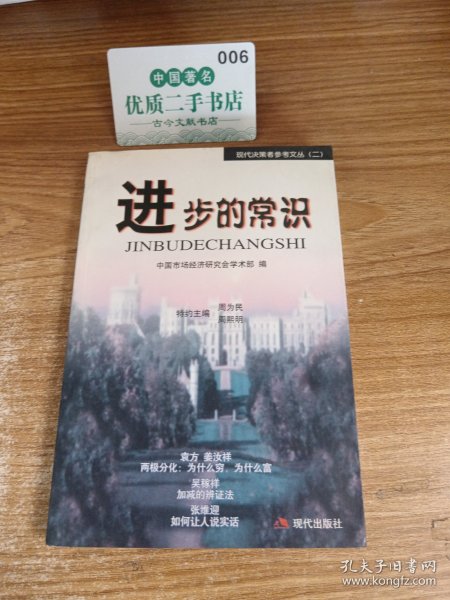 006
中国著名
优质二手书店
古今文献书店
现代决策者参考文丛（二）
进步的常识
JINBUDECHANGSHI
中国市场经济研究会学术部 编
特约主编 周为民
周熙明
袁方 姜汝祥
两极分化：为什么穷，为什么富
吴稼祥
加减的辨证法
张维迎
如何让人说实话
现代出版社
孔夫子旧书网
www.kongfz.com